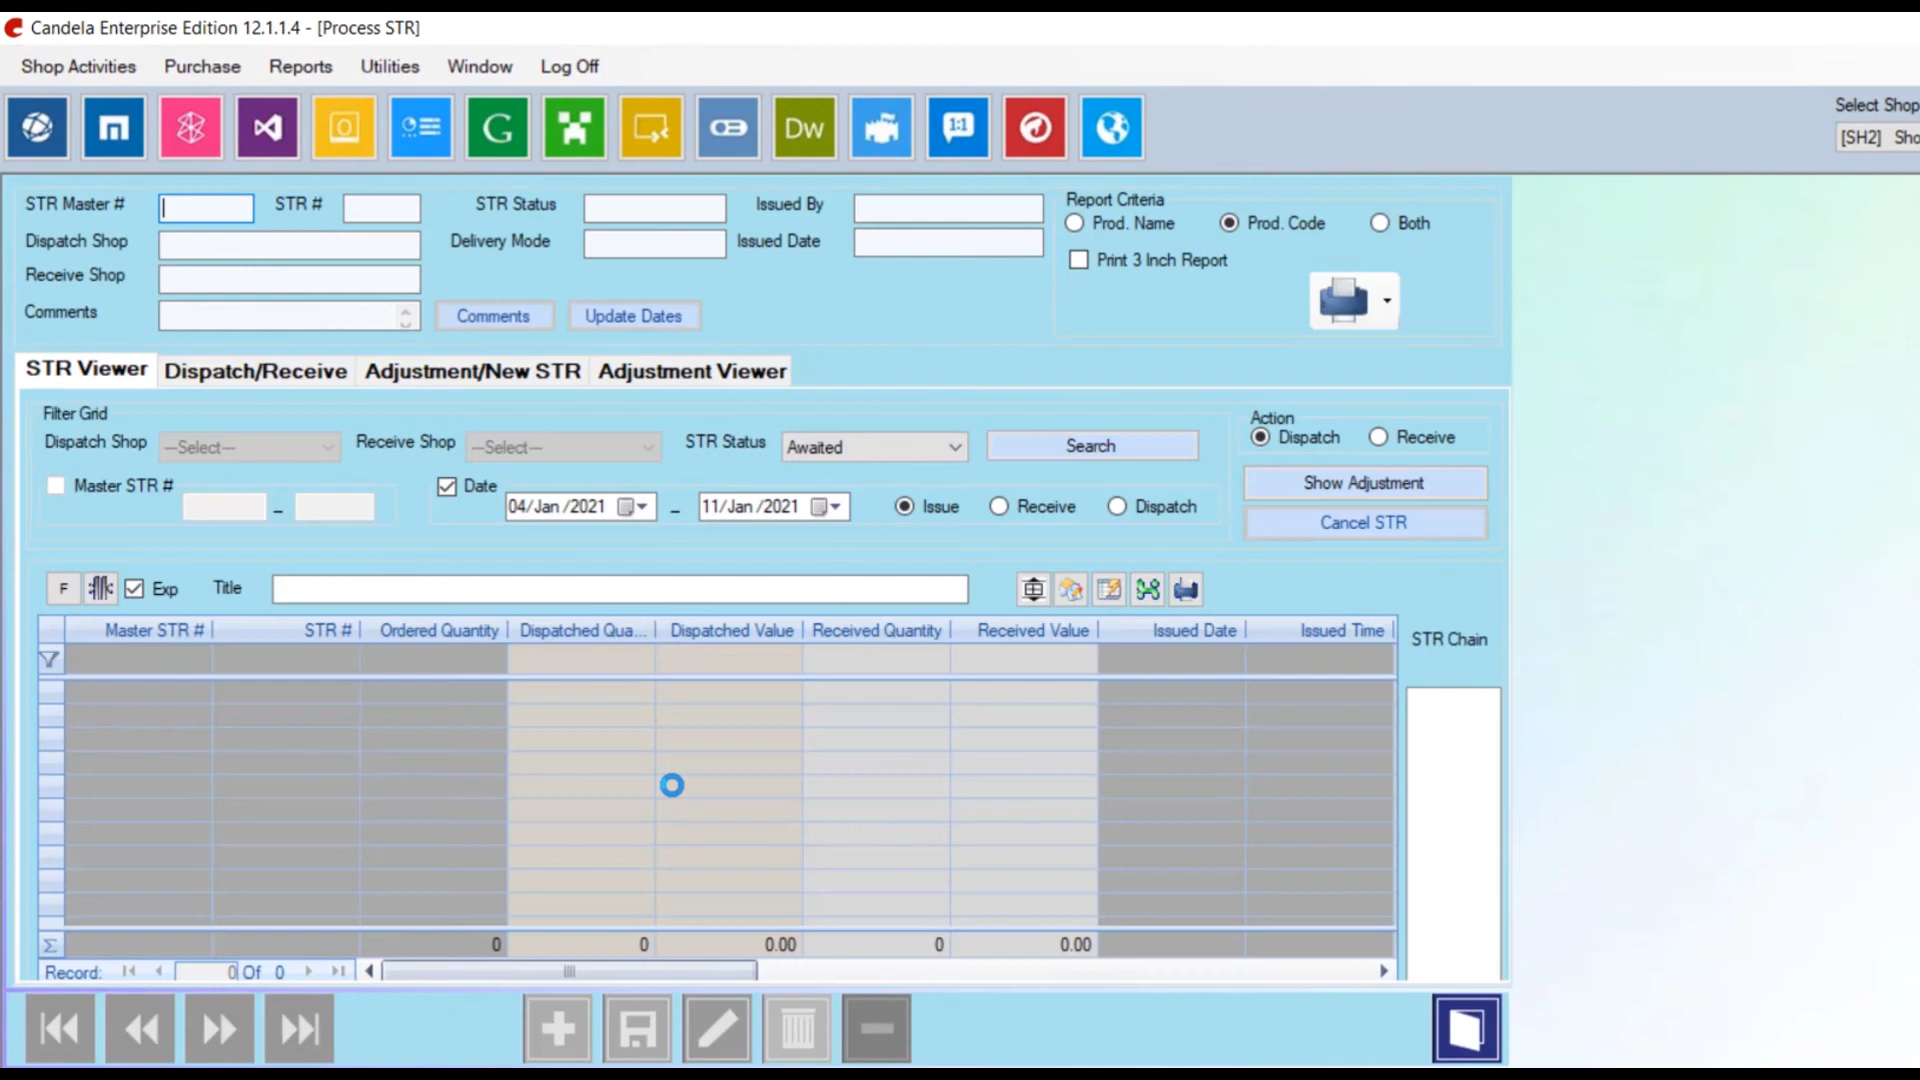 Candela Enterprise Edition 12.1.1.4 - [Process STR]
Shop Activities Purchase Reports Utilities Window Log Off
G Dw 1:1
Select Shop
[SH2] Sho
STR Master # STR # STR Status Issued By
Dispatch Shop Delivery Mode Issued Date
Receive Shop
Comments Comments Update Dates
Report Criteria
Prod. Name Prod. Code Both
Print 3 Inch Report
STR Viewer Dispatch/Receive Adjustment/New STR Adjustment Viewer
Filter Grid
Dispatch Shop ---Select--- Receive Shop ---Select--- STR Status Awaited Search
Master STR # – Date 04/Jan /2021 – 11/Jan /2021 Issue Receive Dispatch
Action
Dispatch Receive
Show Adjustment
Cancel STR
F Exp Title
Master STR # STR # Ordered Quantity Dispatched Qua... Dispatched Value Received Quantity Received Value Issued Date Issued Time
STR Chain
Σ 0 0 0.00 0 0.00
Record: 0 Of 0